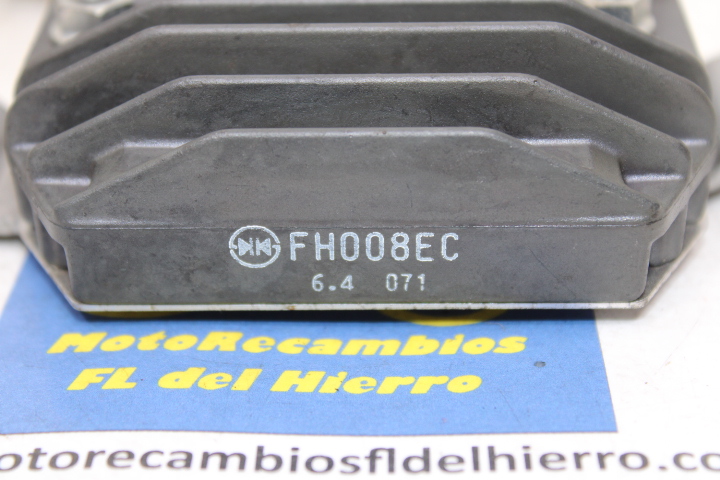 FH008EC
6.4 071
MotoRecambios
FL del Hierro
otorecambiosfldelhierro.co